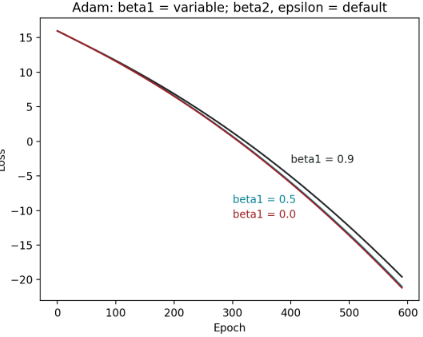 Adam: beta1 = variable; beta2, epsilon = default
15
10
5
0
−5
−10
−15
−20
Loss
beta1 = 0.9
beta1 = 0.5
beta1 = 0.0
0 100 200 300 400 500 600
Epoch